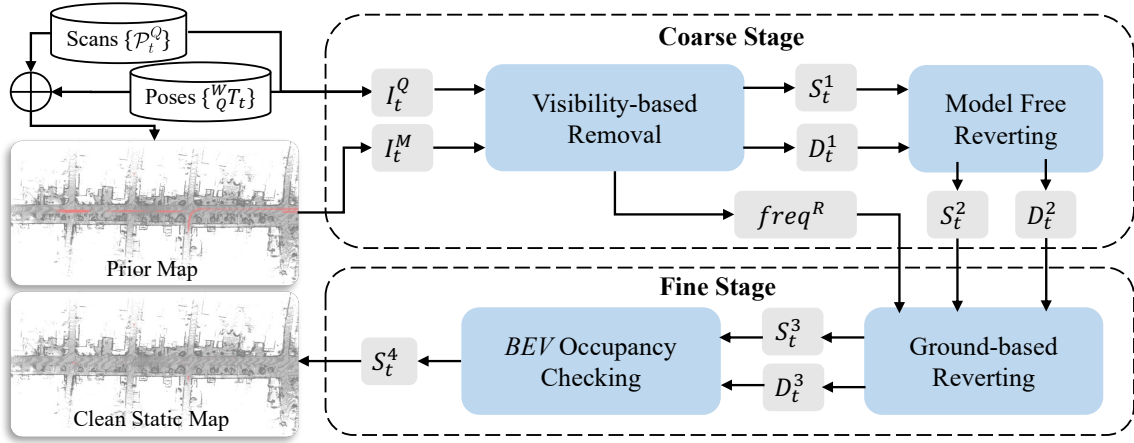 Scans {𝒫_t^Q}
Poses {^W_Q T_t}
Prior Map
Clean Static Map
Coarse Stage
I_t^Q
I_t^M
Visibility-based
Removal
S_t^1
D_t^1
Model Free
Reverting
freq^R
S_t^2
D_t^2
Fine Stage
Ground-based
Reverting
S_t^3
D_t^3
BEV Occupancy
Checking
S_t^4